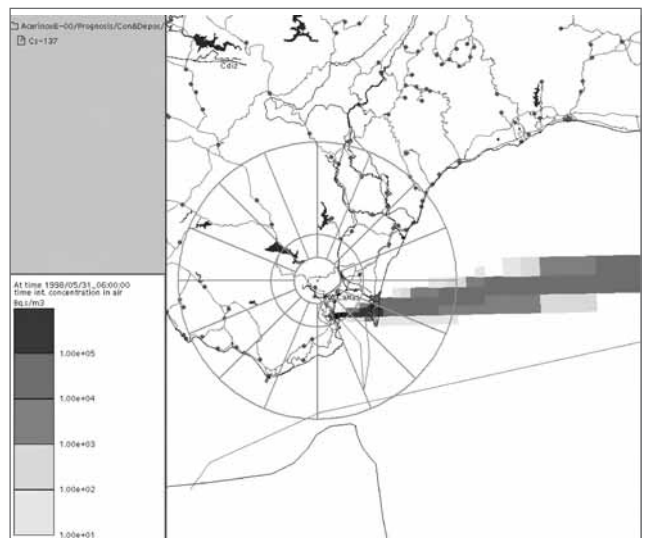 AcerinoxE-00/Prognosis/Con&Depos/
Cs-137
At time 1998/05/31_06:00:00
time int. concentration in air
Bq.s/m3
1.00e+05
1.00e+04
1.00e+03
1.00e+02
1.00e+01